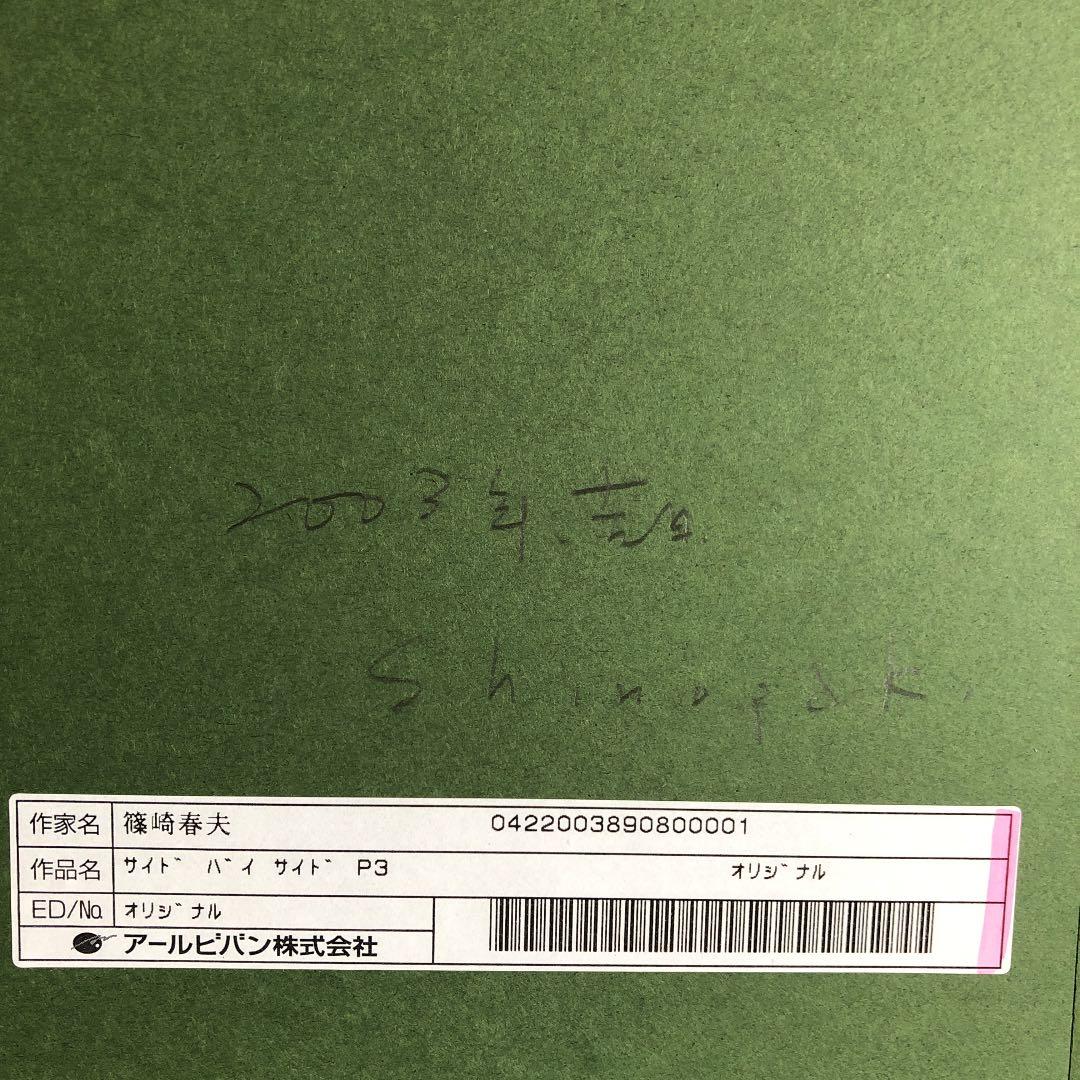 2003年.吉日.
Shinozaki
作家名 篠崎春夫 0422003890800001
作品名 サイドﾞ バﾞイ サイドﾞ P3 オリジﾞナル
ED/No. オリジﾞナル
アールビバン株式会社